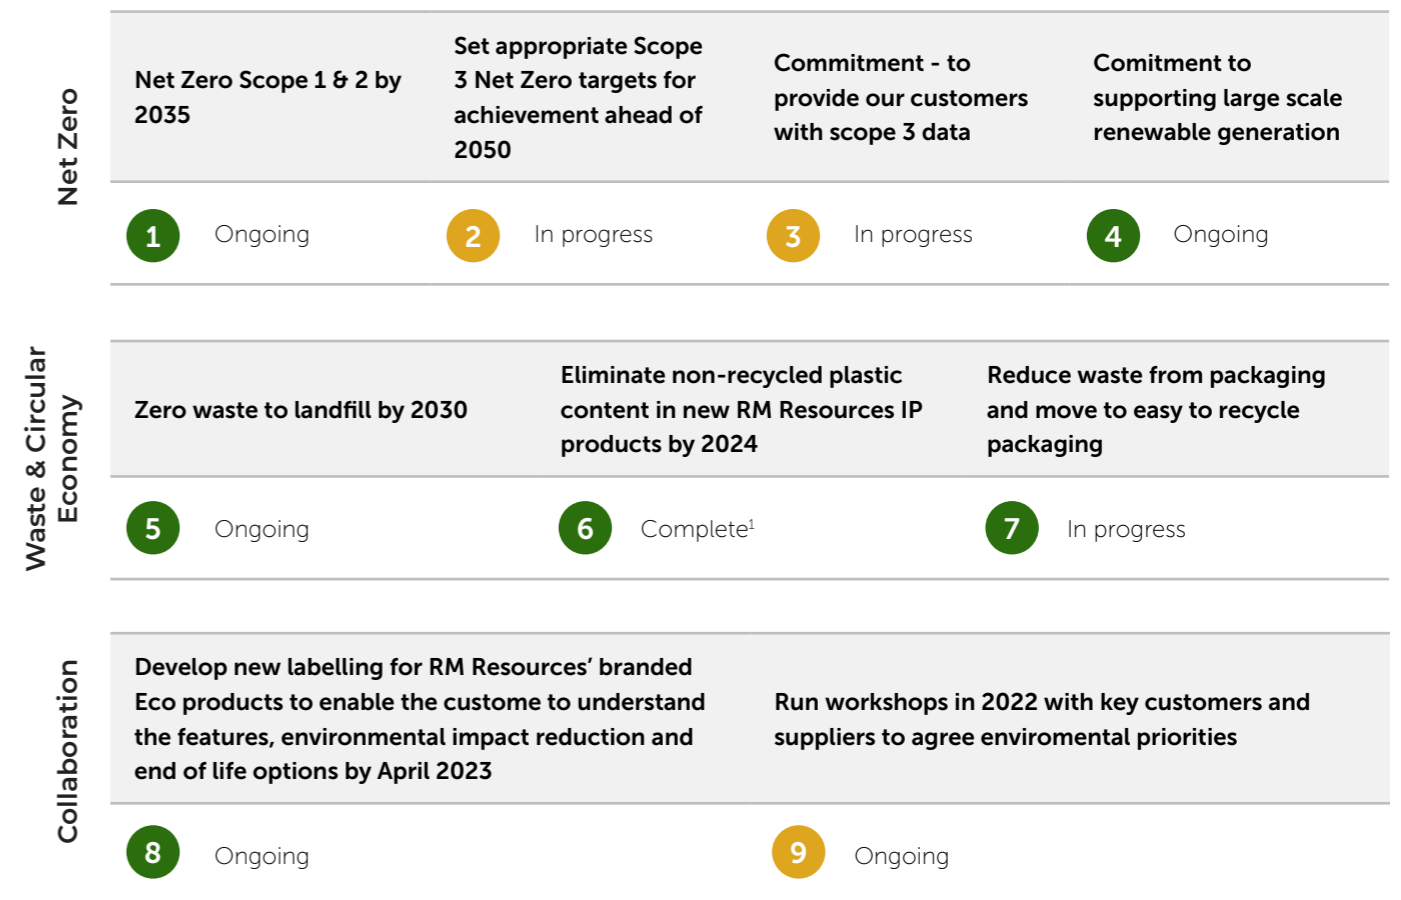 Net Zero
Net Zero Scope 1 & 2 by
2035
Set appropriate Scope
3 Net Zero targets for
achievement ahead of
2050
Commitment - to
provide our customers
with scope 3 data
Comitment to
supporting large scale
renewable generation
1 Ongoing
2 In progress
3 In progress
4 Ongoing
Waste & Circular
Economy
Zero waste to landfill by 2030
Eliminate non-recycled plastic
content in new RM Resources IP
products by 2024
Reduce waste from packaging
and move to easy to recycle
packaging
5 Ongoing
6 Complete¹
7 In progress
Collaboration
Develop new labelling for RM Resources’ branded
Eco products to enable the custome to understand
the features, environmental impact reduction and
end of life options by April 2023
Run workshops in 2022 with key customers and
suppliers to agree enviromental priorities
8 Ongoing
9 Ongoing